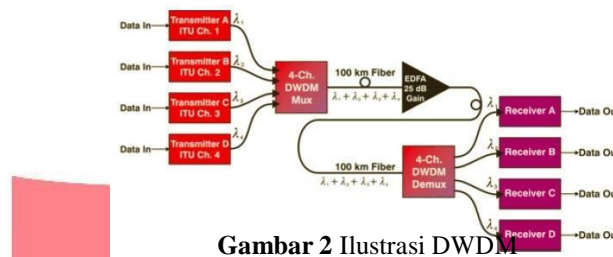 Data In
Transmitter A
ITU Ch. 1
λ₁
Data In
Transmitter B
ITU Ch. 2
λ₂
Data In
Transmitter C
ITU Ch. 3
λ₃
Data In
Transmitter D
ITU Ch. 4
λ₄
4-Ch.
DWDM
Mux
100 km Fiber
λ₁ + λ₂ + λ₃ + λ₄
EDFA
25 dB
Gain
100 km Fiber
λ₁ + λ₂ + λ₃ + λ₄
4-Ch.
DWDM
Demux
λ₁
Receiver A
Data Ou
λ₂
Receiver B
Data Ou
λ₃
Receiver C
Data Ou
λ₄
Receiver D
Data Ou
Gambar 2 Ilustrasi DWDM